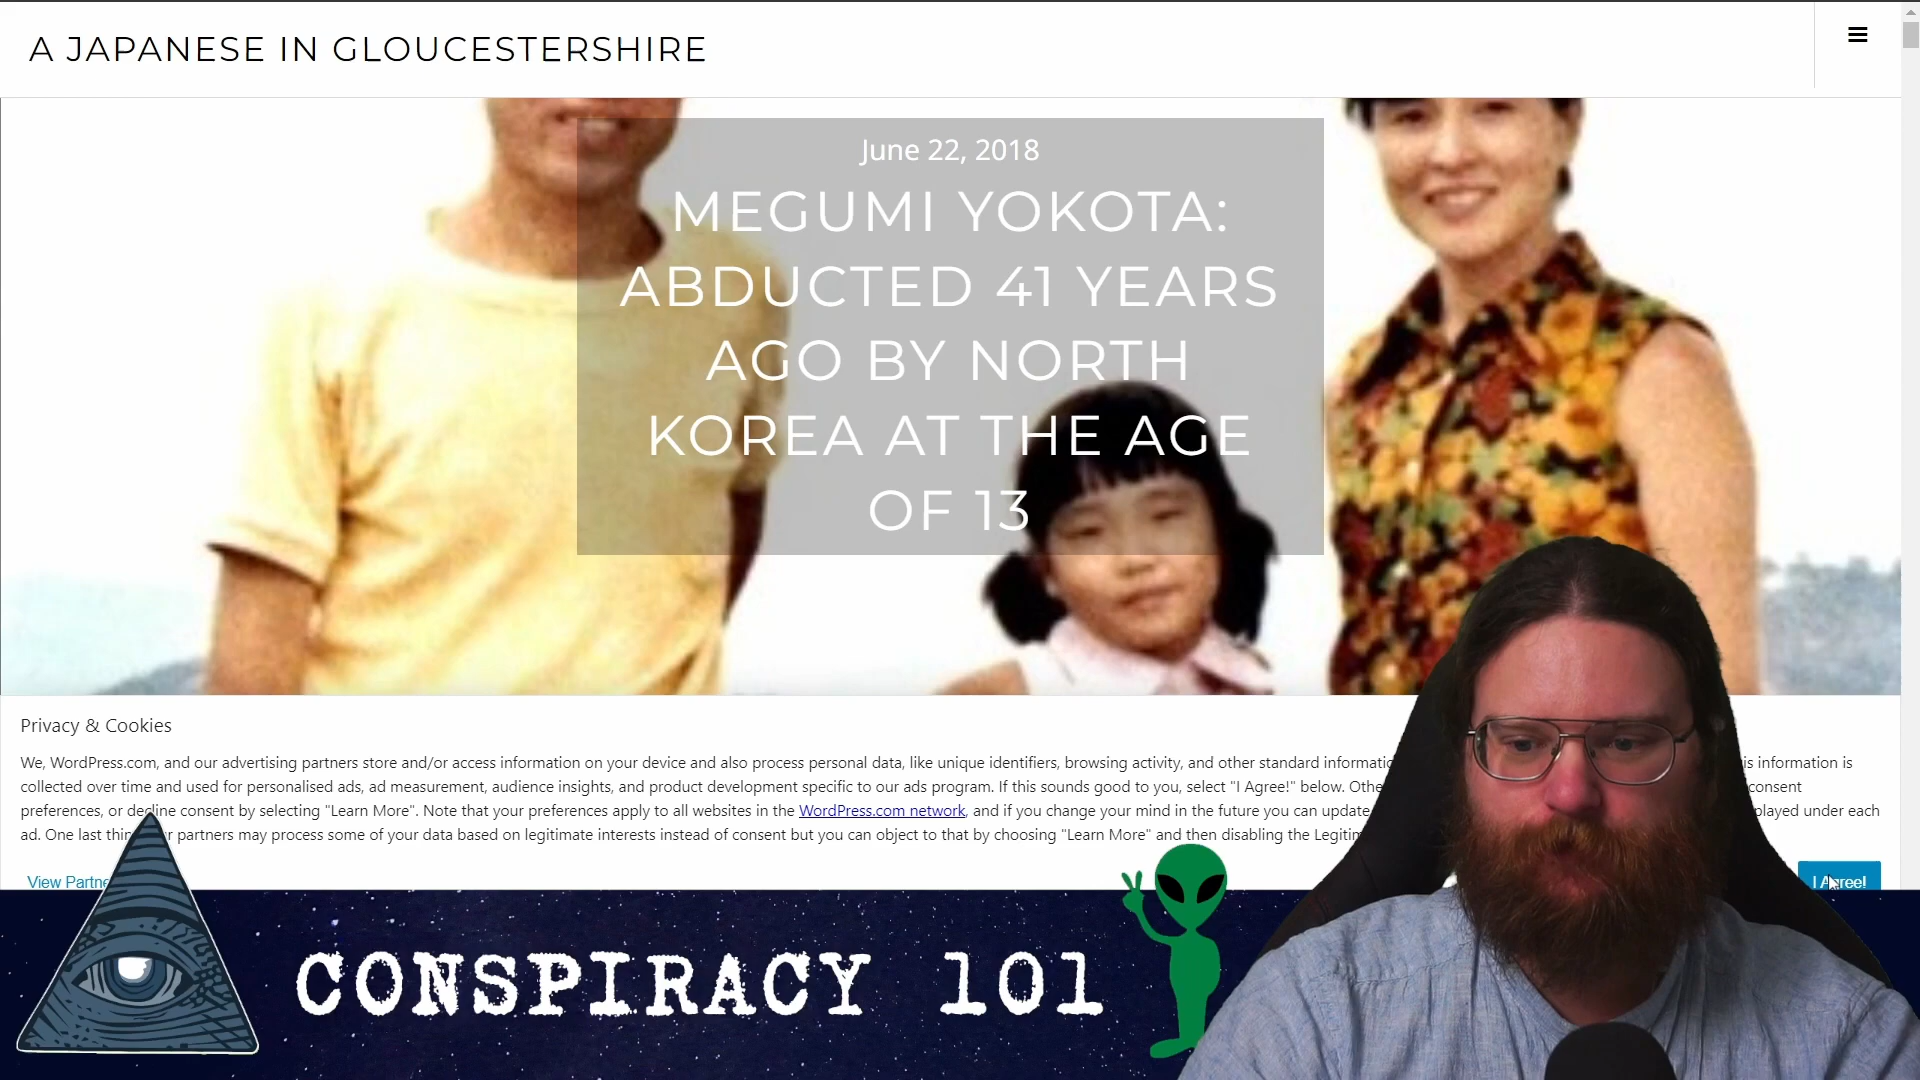 A JAPANESE IN GLOUCESTERSHIRE
June 22, 2018
MEGUMI YOKOTA:
ABDUCTED 41 YEARS
AGO BY NORTH
KOREA AT THE AGE
OF 13
Privacy & Cookies
We, WordPress.com, and our advertising partners store and/or access information on your device and also process personal data, like unique identifiers, browsing activity, and other standard is information is
collected over time and used for personalised ads, ad measurement, audience insights, and product development specific to our ads program. If this sounds good to you, select "I Agree!" below. consent
preferences, or decline consent by selecting "Learn More". Note that your preferences apply to all websites in the WordPress.com network, and if you change your mind in the future you can update under each
ad. One last partners may process some of your data based on legitimate interests instead of consent but you can object to that by choosing "Learn More" and then disabling the
View
I Agree!
CONSPIRACY 101